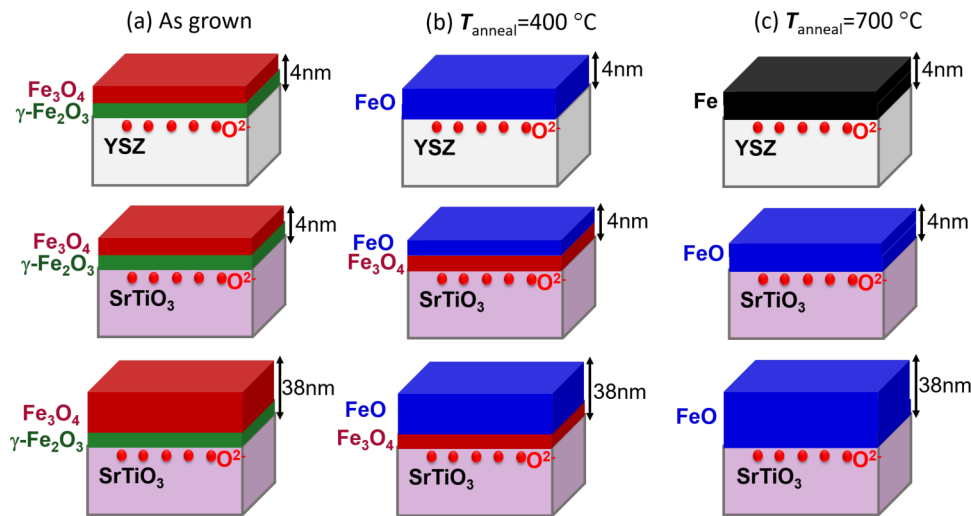 (a) As grown
(b) T_anneal=400 °C
(c) T_anneal=700 °C
4nm
Fe₃O₄
γ-Fe₂O₃
O²⁻
YSZ
4nm
FeO
O²⁻
YSZ
4nm
Fe
O²⁻
YSZ
4nm
Fe₃O₄
γ-Fe₂O₃
O²⁻
SrTiO₃
4nm
FeO
Fe₃O₄
O²⁻
SrTiO₃
4nm
FeO
O²⁻
SrTiO₃
38nm
Fe₃O₄
γ-Fe₂O₃
O²⁻
SrTiO₃
38nm
FeO
Fe₃O₄
O²⁻
SrTiO₃
38nm
FeO
O²⁻
SrTiO₃